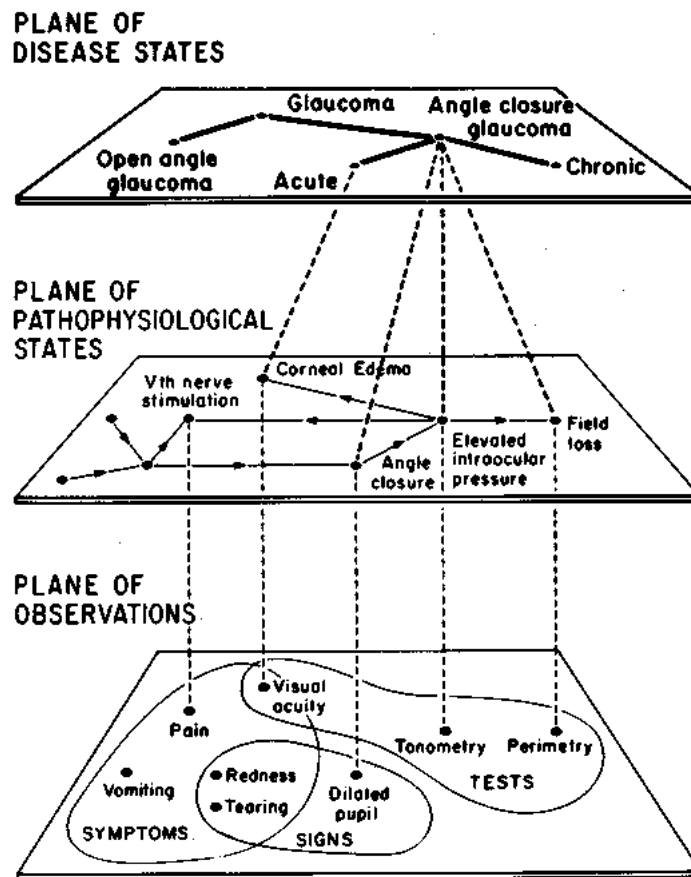 PLANE OF
DISEASE STATES
Glaucoma
Angle closure
glaucoma
Open angle
glaucoma
Acute
Chronic
PLANE OF
PATHOPHYSIOLOGICAL
STATES
Corneal Edema
Vth nerve
stimulation
Angle
closure
Elevated
intraocular
pressure
Field
loss
PLANE OF
OBSERVATIONS
Visual
acuity
Pain
Tonometry
Perimetry
Vomiting
Redness
Tearing
Dilated
pupil
TESTS
SYMPTOMS
SIGNS